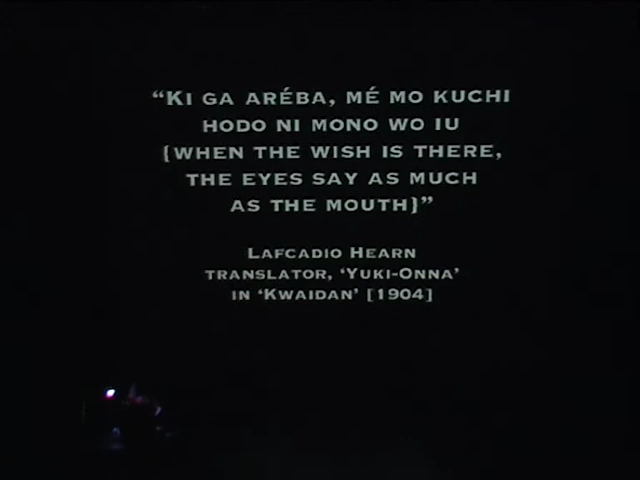 “KI GA ARÉBA, MÉ MO KUCHI
HODO NI MONO WO IU
[WHEN THE WISH IS THERE,
THE EYES SAY AS MUCH
AS THE MOUTH]”
LAFCADIO HEARN
TRANSLATOR, ‘YUKI-ONNA’
IN ‘KWAIDAN’ [1904]